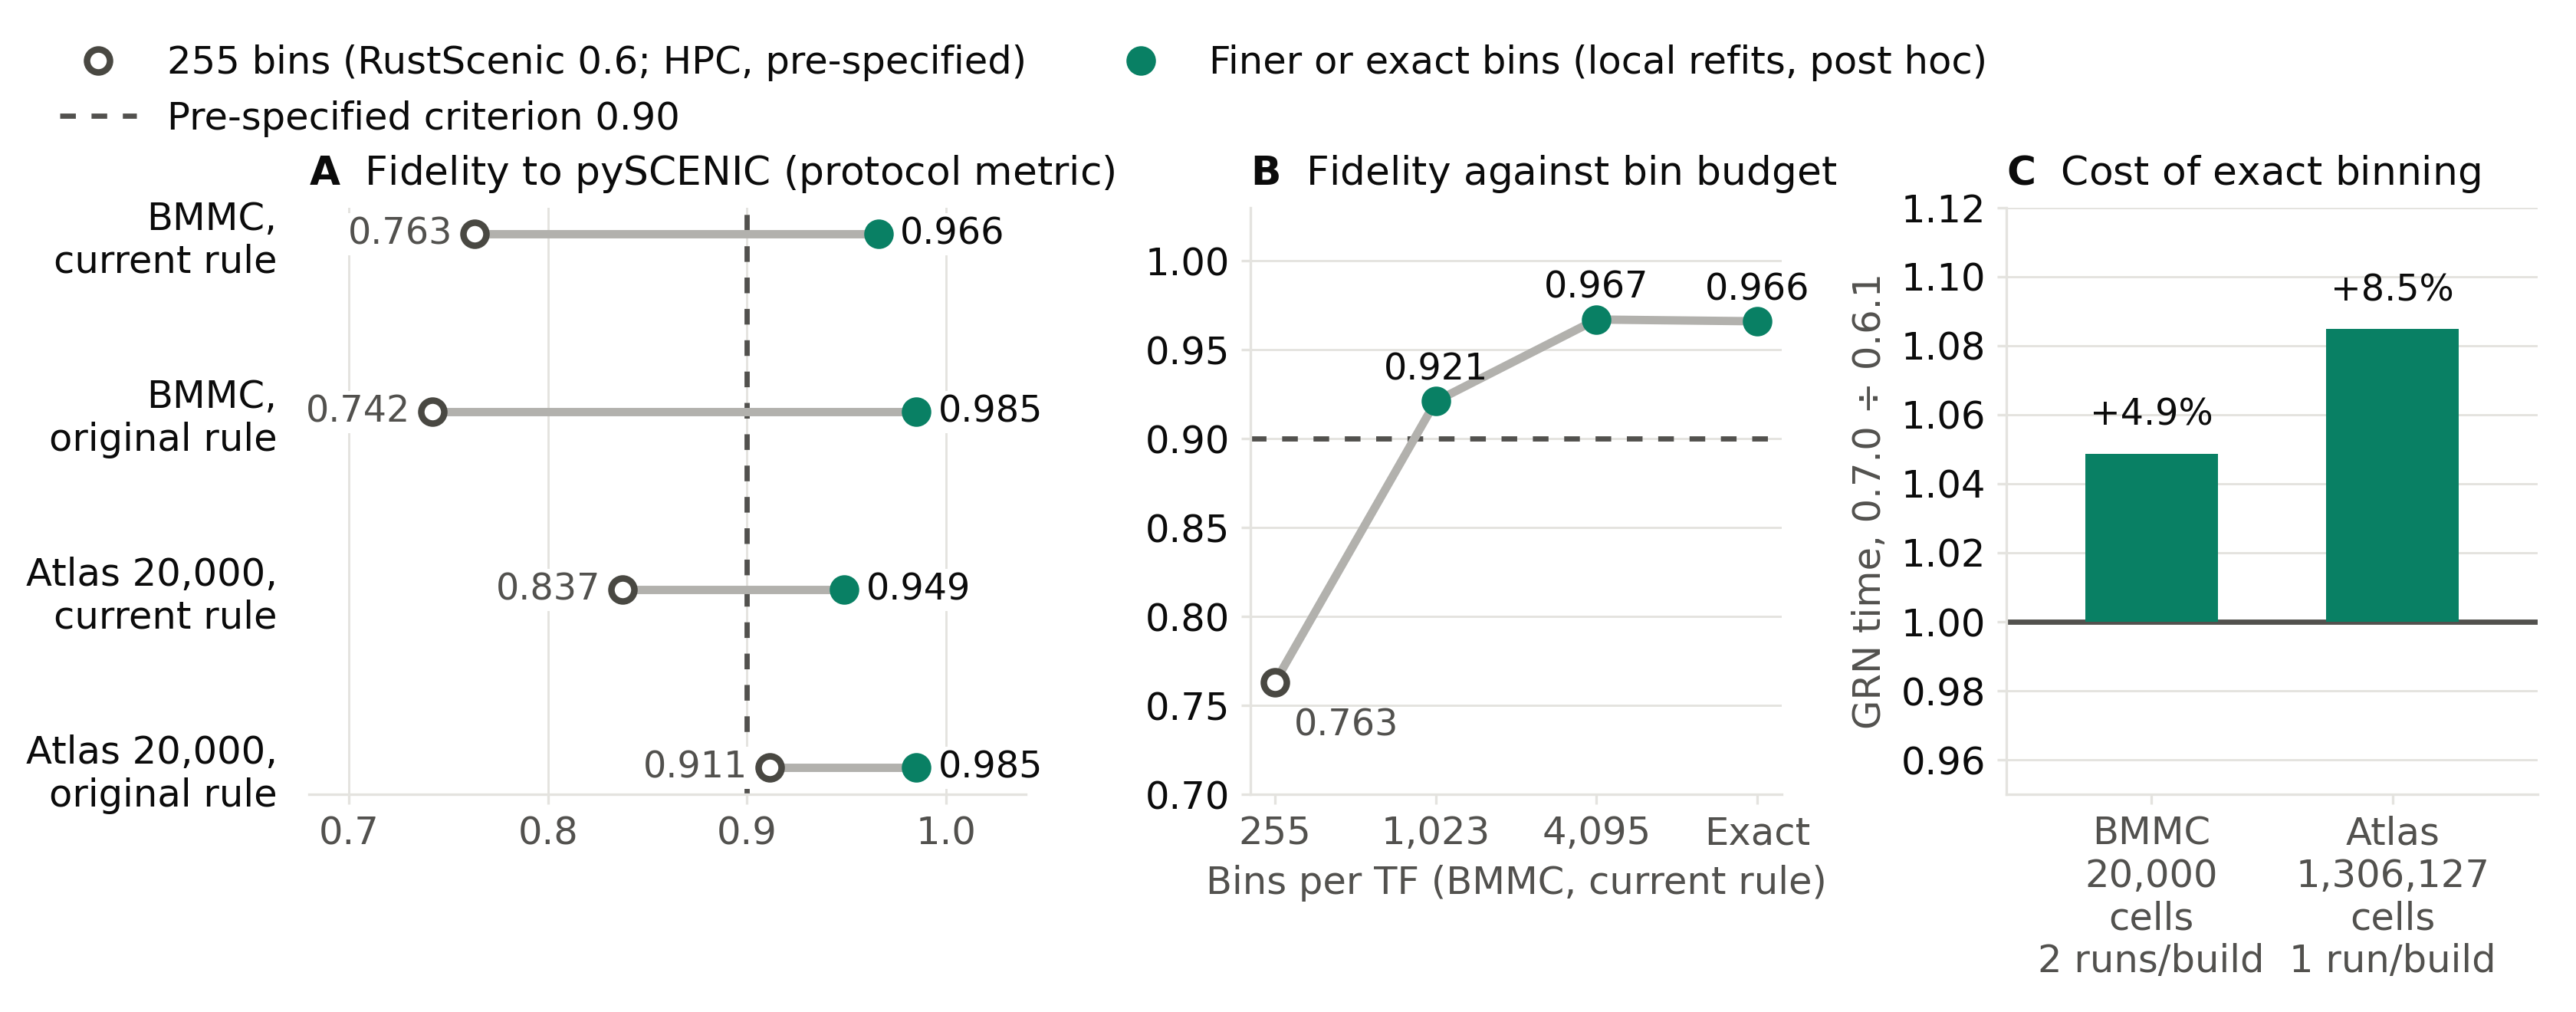 255 bins (RustScenic 0.6; HPC, pre-specified)
Finer or exact bins (local refits, post hoc)
Pre-specified criterion 0.90
A Fidelity to pySCENIC (protocol metric)
BMMC,
current rule
0.763
0.966
BMMC,
original rule
0.742
0.985
Atlas 20,000,
current rule
0.837
0.949
Atlas 20,000,
original rule
0.911
0.985
0.7
0.8
0.9
1.0
B Fidelity against bin budget
1.00
0.95
0.90
0.85
0.80
0.75
0.70
0.763
0.921
0.967
0.966
255
1,023
4,095
Exact
Bins per TF (BMMC, current rule)
C Cost of exact binning
GRN time, 0.7.0 ÷ 0.6.1
1.12
1.10
1.08
1.06
1.04
1.02
1.00
0.98
0.96
+4.9%
+8.5%
BMMC
20,000
cells
2 runs/build
Atlas
1,306,127
cells
1 run/build